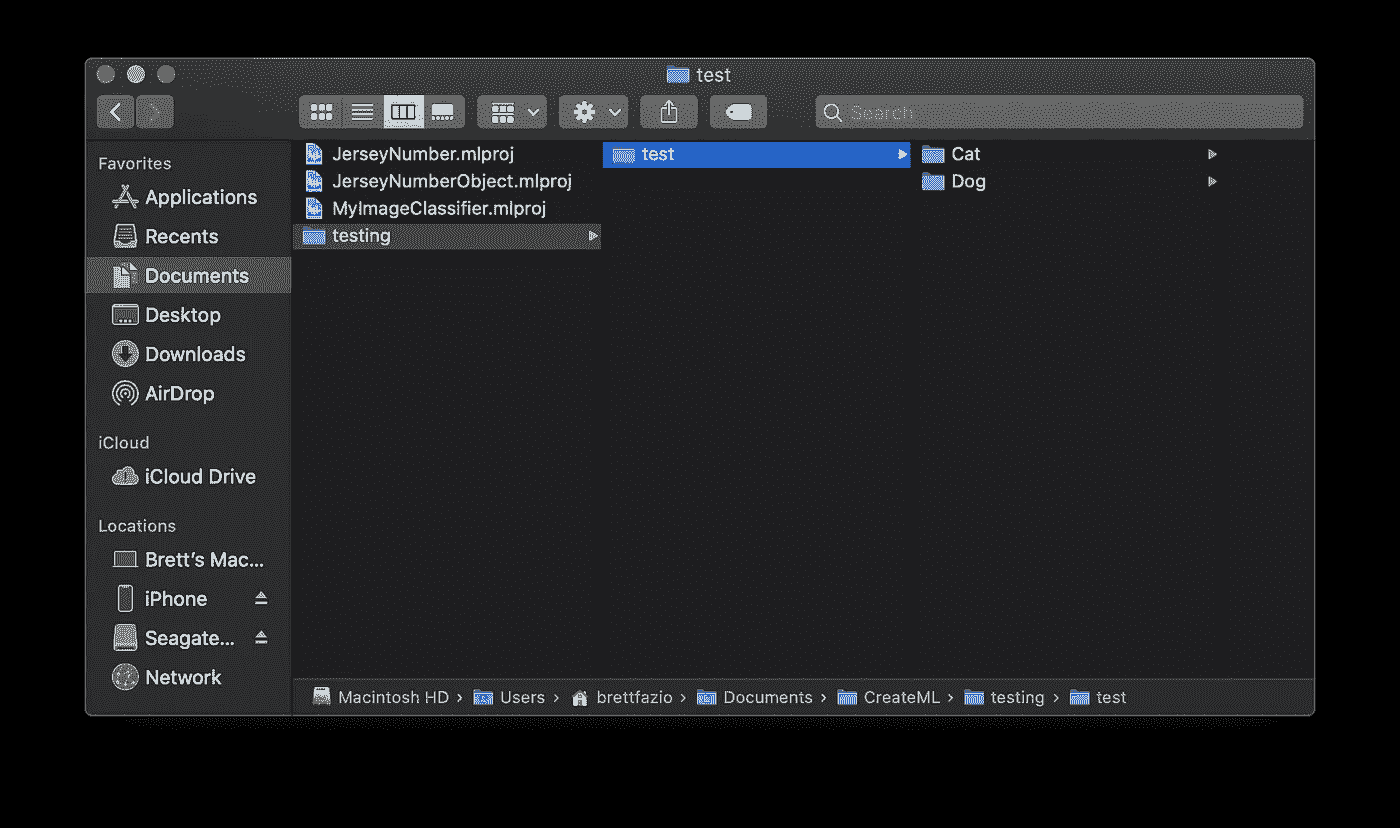 test
Search
Favorites
Applications
Recents
Documents
Desktop
Downloads
AirDrop
iCloud
iCloud Drive
Locations
Brett’s Mac...
iPhone
Seagate...
Network
JerseyNumber.mlproj
JerseyNumberObject.mlproj
MyImageClassifier.mlproj
testing
test
Cat
Dog
Macintosh HD › Users › brettfazio › Documents › CreateML › testing › test